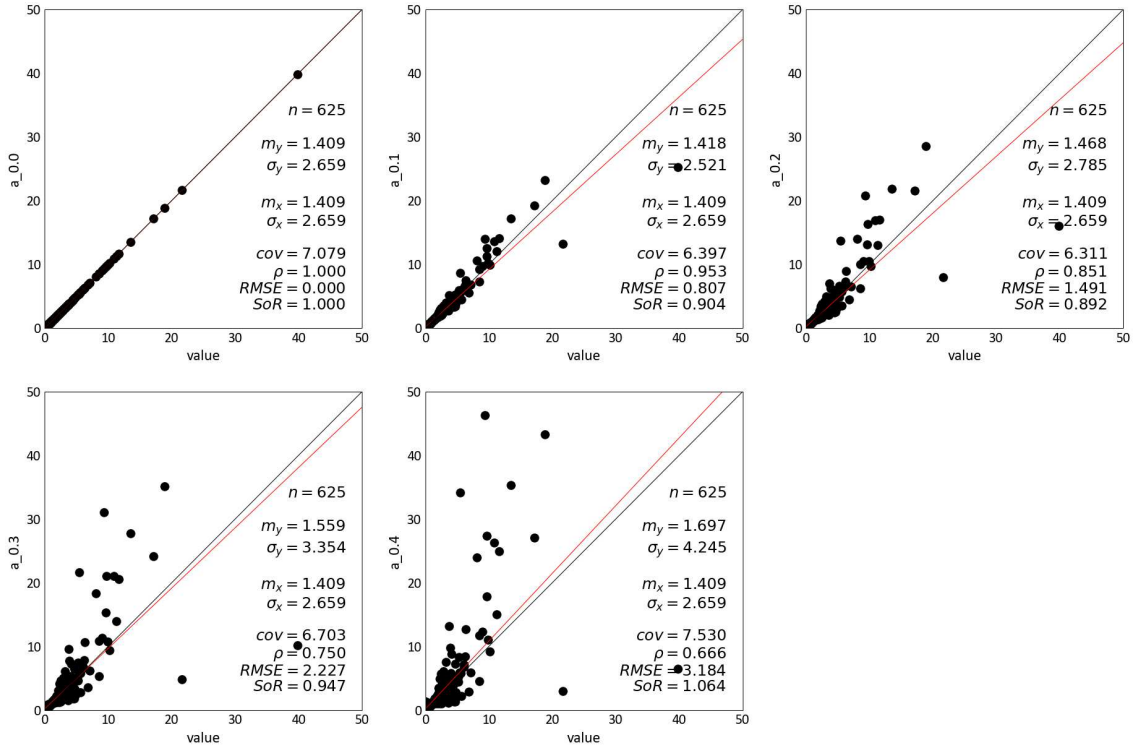 50
40
30
20
10
0
a_0.0
n = 625
m_y = 1.409
σ_y = 2.659
m_x = 1.409
σ_x = 2.659
cov = 7.079
ρ = 1.000
RMSE = 0.000
SoR = 1.000
0 10 20 30 40 50
value
50
40
30
20
10
0
a_0.1
n = 625
m_y = 1.418
σ_y = 2.521
m_x = 1.409
σ_x = 2.659
cov = 6.397
ρ = 0.953
RMSE = 0.807
SoR = 0.904
0 10 20 30 40 50
value
50
40
30
20
10
0
a_0.2
n = 625
m_y = 1.468
σ_y = 2.785
m_x = 1.409
σ_x = 2.659
cov = 6.311
ρ = 0.851
RMSE = 1.491
SoR = 0.892
0 10 20 30 40 50
value
50
40
30
20
10
0
a_0.3
n = 625
m_y = 1.559
σ_y = 3.354
m_x = 1.409
σ_x = 2.659
cov = 6.703
ρ = 0.750
RMSE = 2.227
SoR = 0.947
0 10 20 30 40 50
value
50
40
30
20
10
0
a_0.4
n = 625
m_y = 1.697
σ_y = 4.245
m_x = 1.409
σ_x = 2.659
cov = 7.530
ρ = 0.666
RMSE = 3.184
SoR = 1.064
0 10 20 30 40 50
value